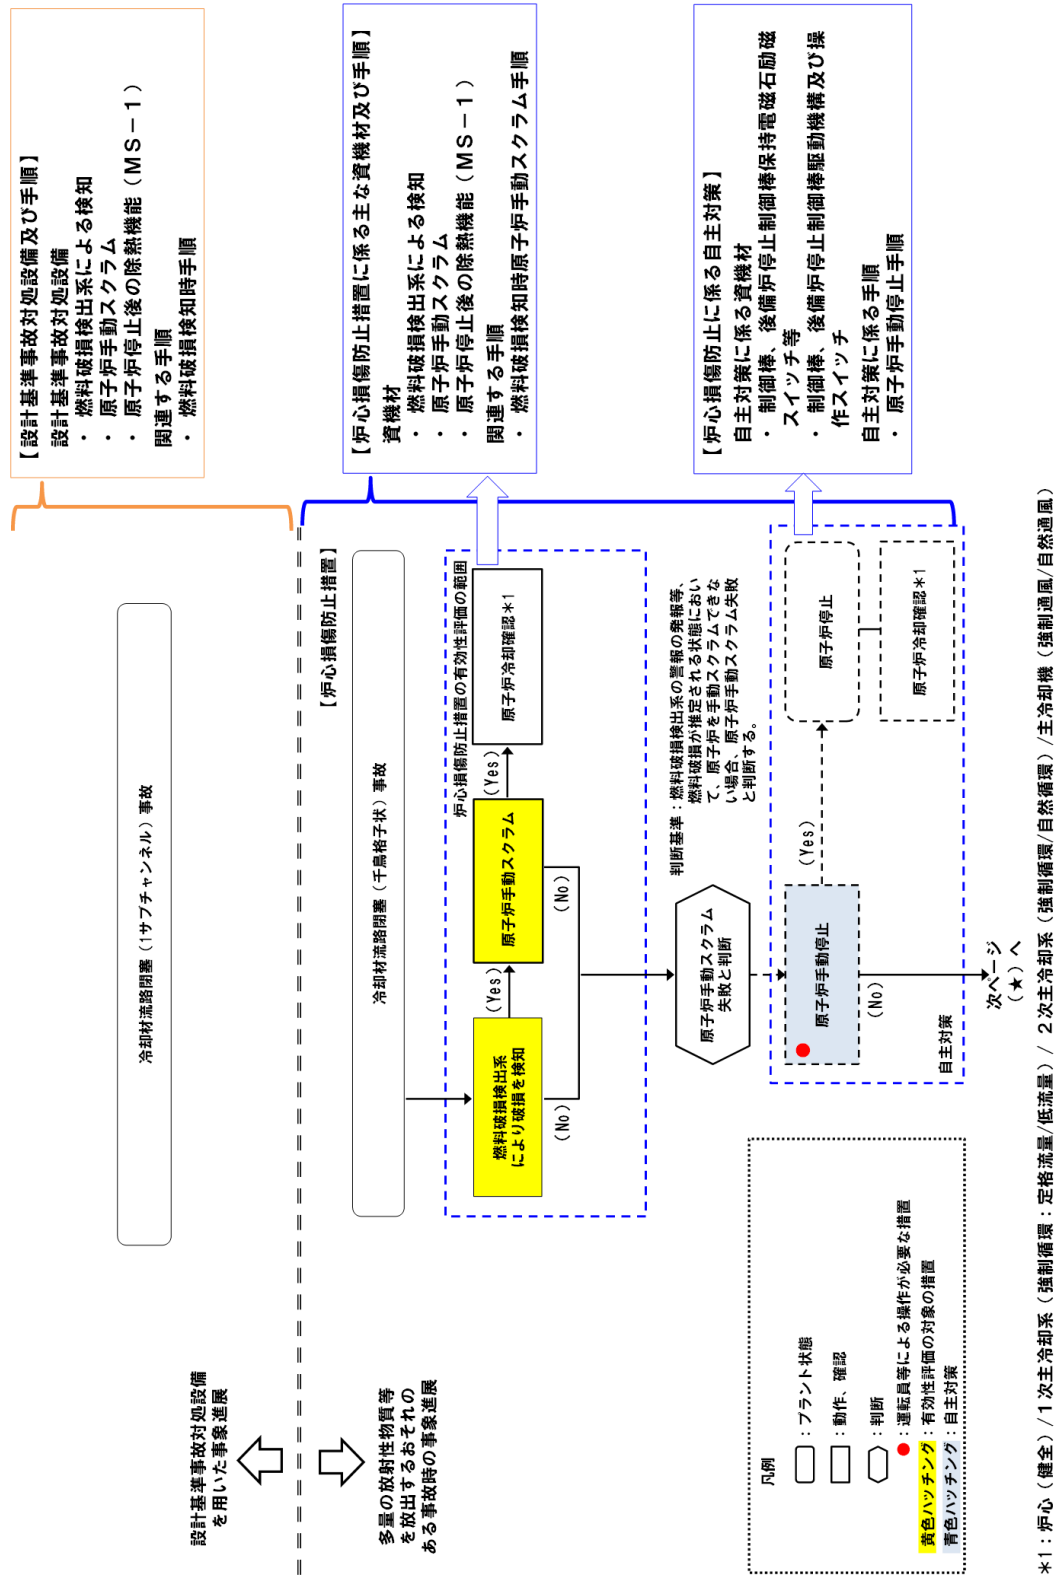 設計基準事故対処設備
を用いた事象進展
多量の放射性物質等
を放出するおそれの
ある事故時の事象進展
冷却材流路閉塞（1サブチャンネル）事故
【炉心損傷防止措置】
冷却材流路閉塞（千鳥格子状）事故
炉心損傷防止措置の有効性評価の範囲
燃料破損検出系
により破損を検知
(Yes)
(No)
原子炉手動スクラム
(Yes)
(No)
原子炉冷却確認＊1
原子炉手動スクラム
失敗と判断
判断基準：燃料破損検出系の警報の発報等、
燃料破損が推定される状態におい
て、原子炉を手動スクラムできな
い場合、原子炉手動スクラム失敗
と判断する。
原子炉手動停止
(Yes)
(No)
原子炉停止
原子炉冷却確認＊1
自主対策
次ページ
（★）へ
【設計基準事故対処設備及び手順】
設計基準事故対処設備
・ 燃料破損検出系による検知
・ 原子炉手動スクラム
・ 原子炉停止後の除熱機能（ＭＳ－１）
関連する手順
・ 燃料破損検知時手順
【炉心損傷防止措置に係る主な資機材及び手順】
資機材
・ 燃料破損検出系による検知
・ 原子炉手動スクラム
・ 原子炉停止後の除熱機能（ＭＳ－１）
関連する手順
・ 燃料破損検知時原子炉手動スクラム手順
【炉心損傷防止に係る自主対策】
自主対策に係る資機材
・ 制御棒、後備炉停止制御棒保持電磁石励磁
スイッチ等
・ 制御棒、後備炉停止制御棒駆動機構及び操
作スイッチ
自主対策に係る手順
・ 原子炉手動停止手順
凡例
：プラント状態
：動作、確認
：判断
：運転員等による操作が必要な措置
黄色ハッチング：有効性評価の対象の措置
青色ハッチング：自主対策
＊1：炉心（健全）/１次主冷却系（強制循環：定格流量/低流量）/ ２次主冷却系（強制循環/自然循環）/主冷却機（強制通風/自然通風）